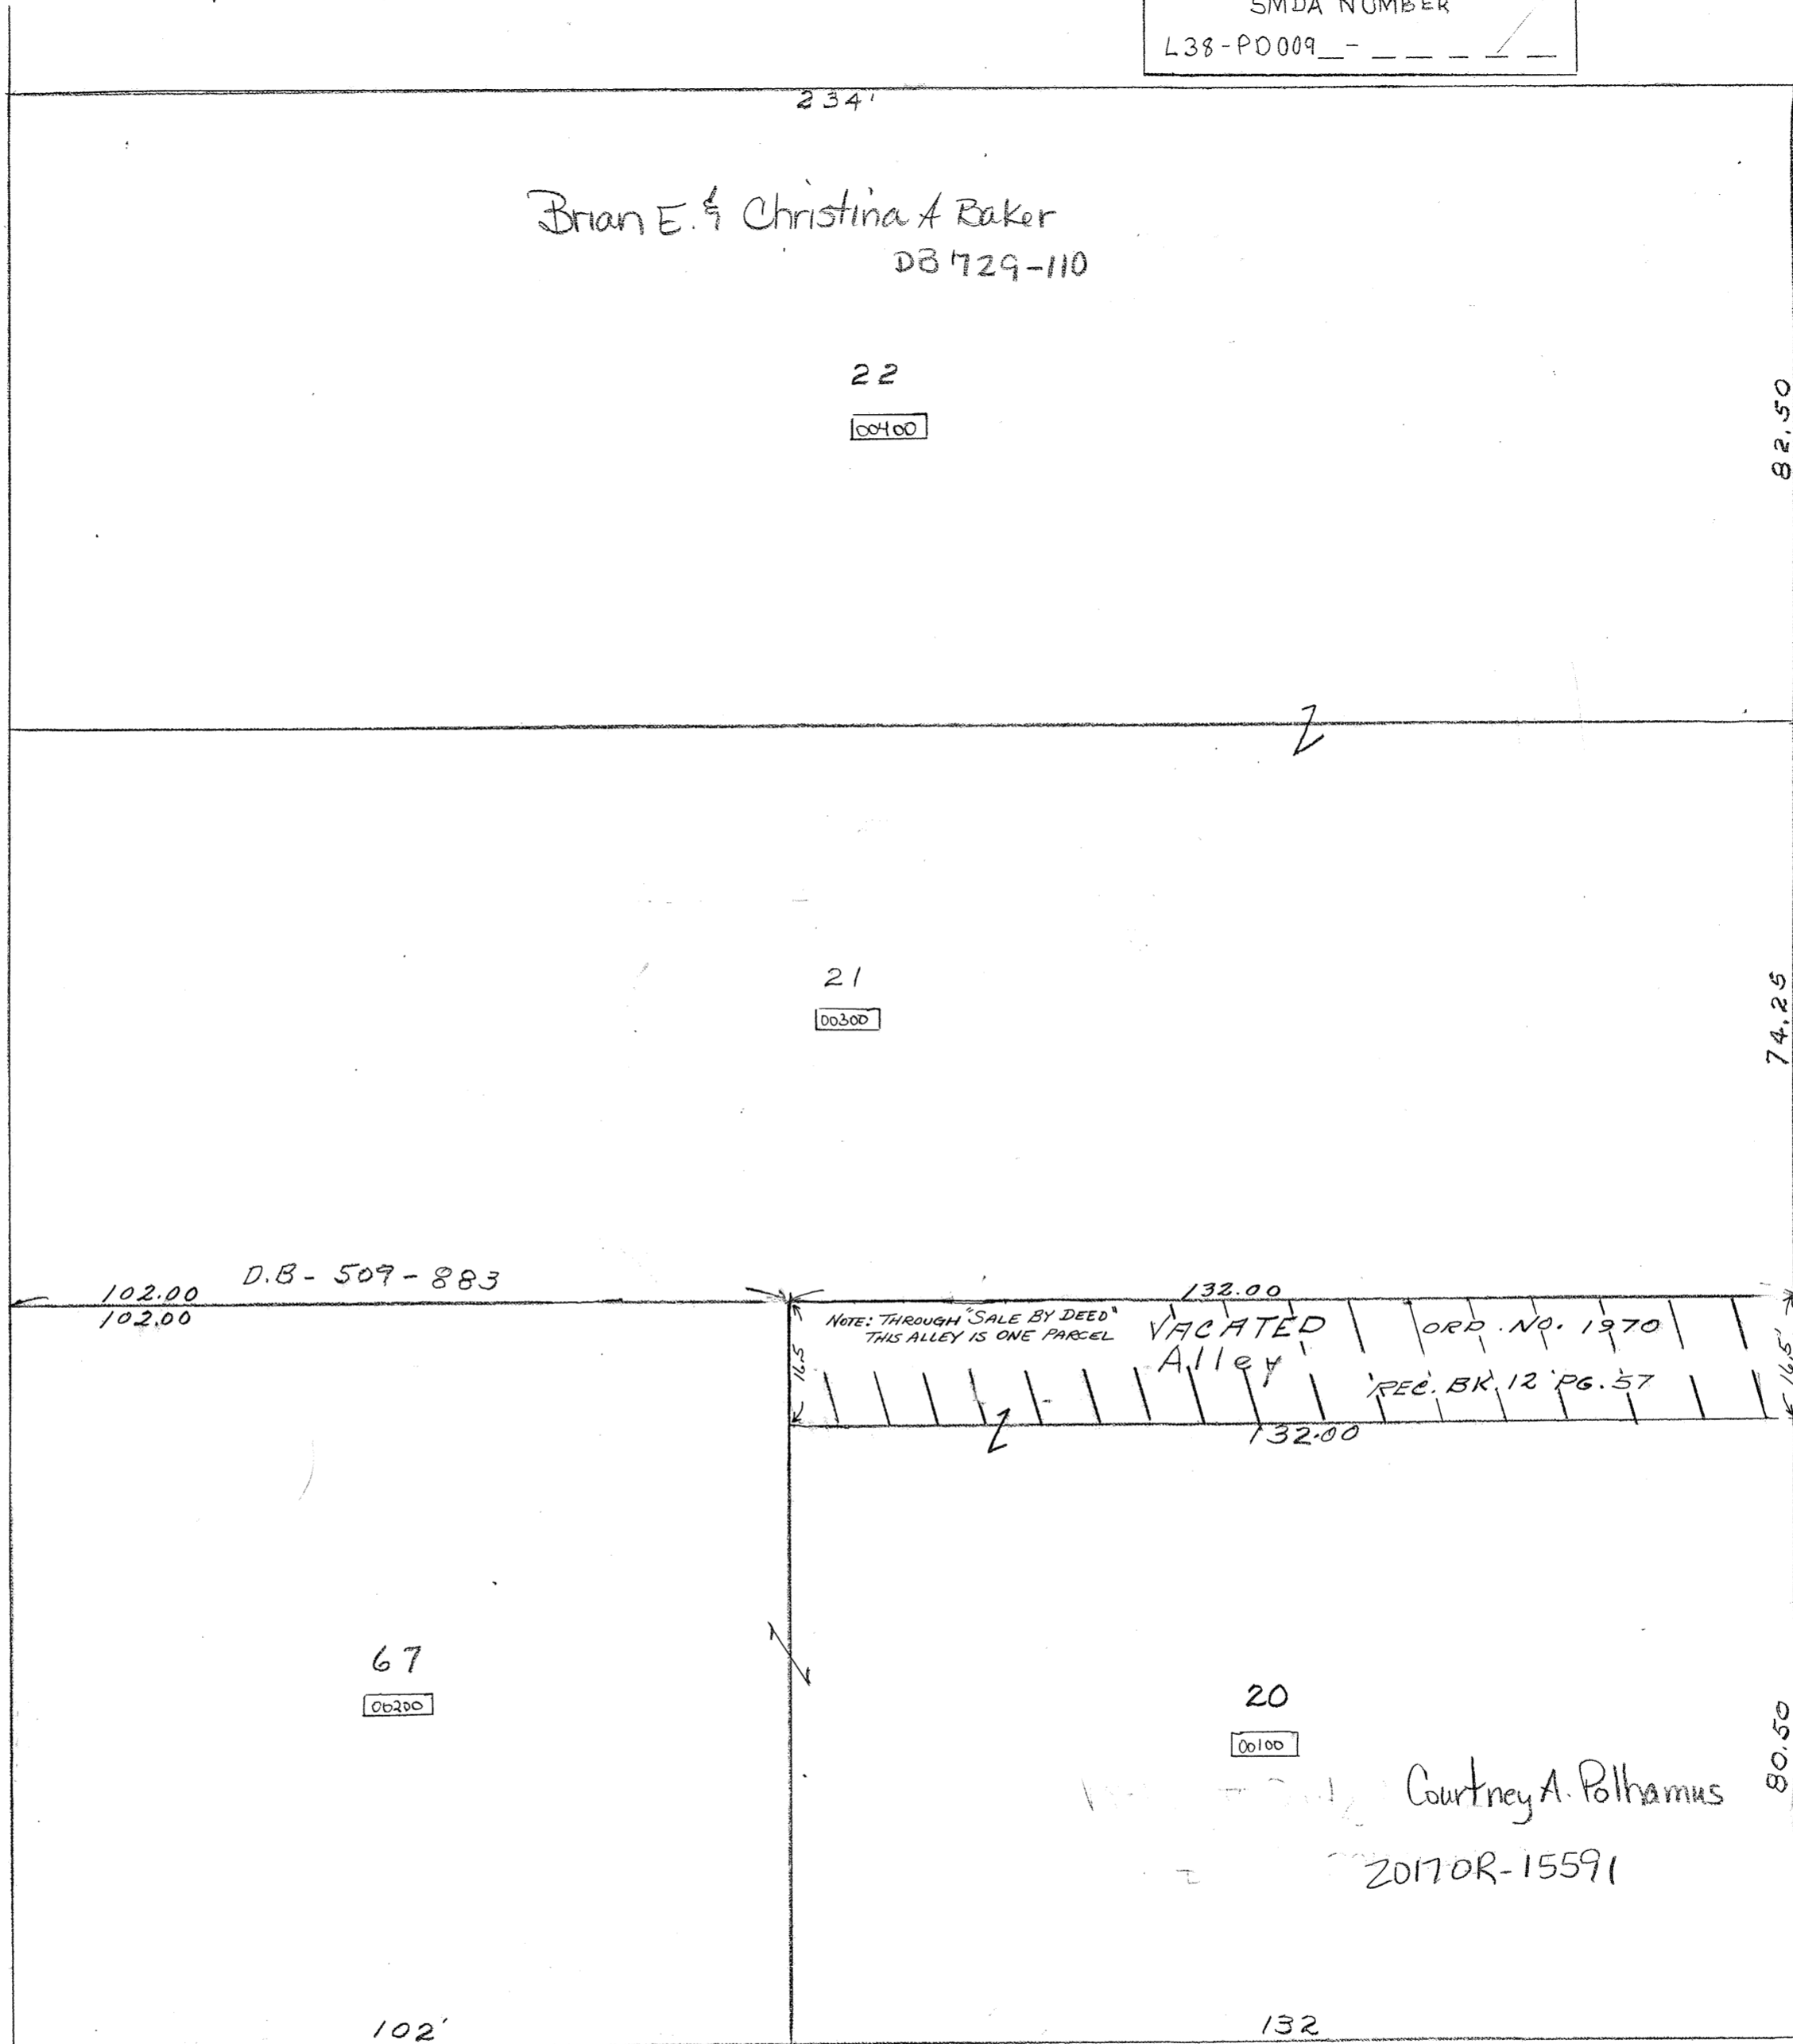 SMDA NUMBER
L38-PD009_-_ _ _ _ _
234'
Brian E. & Christina A Baker
DB 729-110
22
00400
82.50
21
00300
74.25
D.B - 509 - 883
102.00
102.00
132.00
NOTE: THROUGH "SALE BY DEED"
THIS ALLEY IS ONE PARCEL
VACATED
Alley
ORD. NO. 1970
REC. BK. 12 PG. 57
16.5
16.5'
132.00
67
00200
20
00100
Courtney A. Polhamus
2017OR-15591
80.50
102'
132